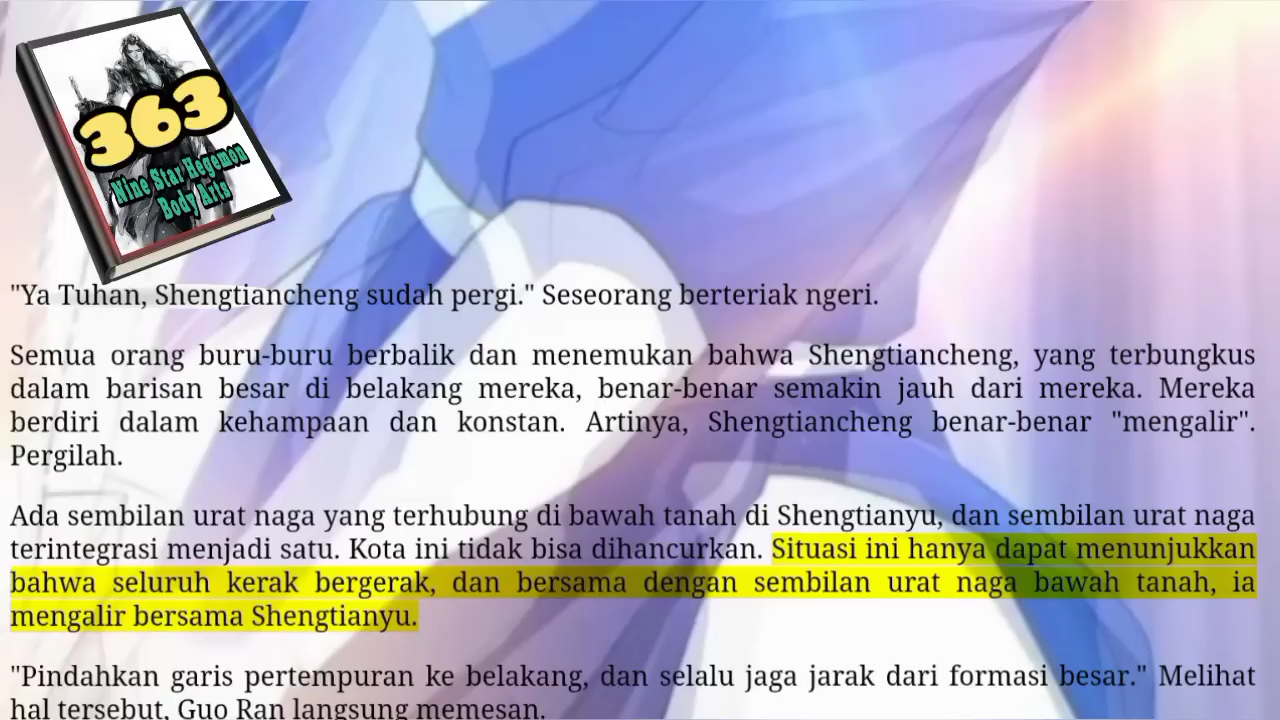 363
Nine Star Hegemon
Body Arts
"Ya Tuhan, Shengtiancheng sudah pergi." Seseorang berteriak ngeri.
Semua orang buru-buru berbalik dan menemukan bahwa Shengtiancheng, yang terbungkus
dalam barisan besar di belakang mereka, benar-benar semakin jauh dari mereka. Mereka
berdiri dalam kehampaan dan konstan. Artinya, Shengtiancheng benar-benar "mengalir".
Pergilah.
Ada sembilan urat naga yang terhubung di bawah tanah di Shengtianyu, dan sembilan urat naga
terintegrasi menjadi satu. Kota ini tidak bisa dihancurkan. Situasi ini hanya dapat menunjukkan
bahwa seluruh kerak bergerak, dan bersama dengan sembilan urat naga bawah tanah, ia
mengalir bersama Shengtianyu.
"Pindahkan garis pertempuran ke belakang, dan selalu jaga jarak dari formasi besar." Melihat
hal tersebut, Guo Ran langsung memesan.